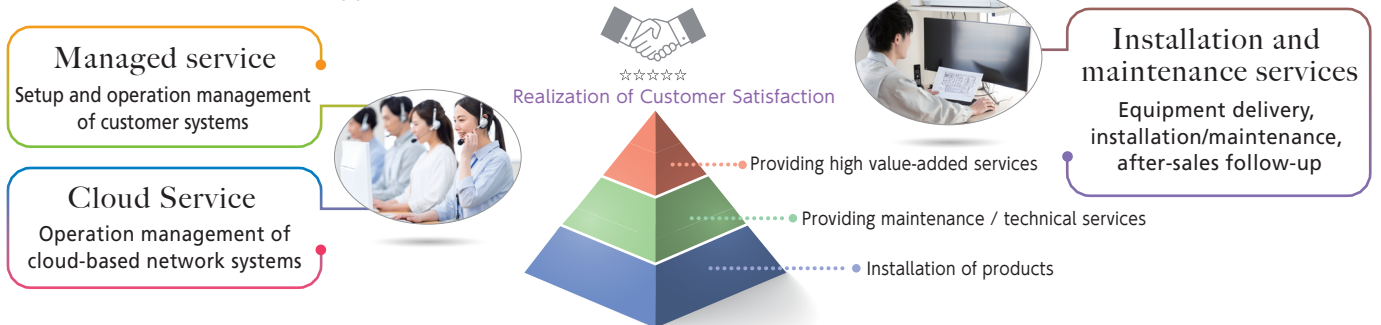 Managed service
Setup and operation management
of customer systems
Cloud Service
Operation management of
cloud-based network systems
☆☆☆☆☆
Realization of Customer Satisfaction
Providing high value-added services
Providing maintenance / technical services
Installation of products
Installation and
maintenance services
Equipment delivery,
installation/maintenance,
after-sales follow-up